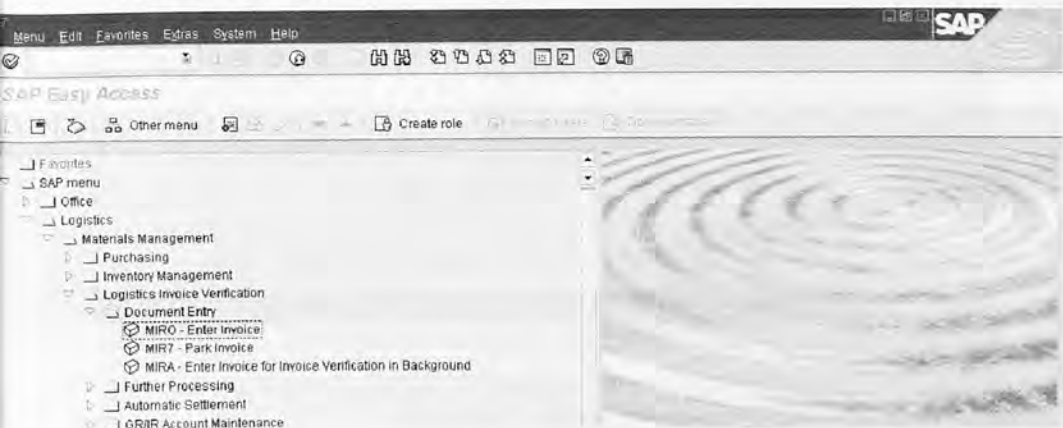 SAP
Menu Edit Favorites Extras System Help
SAP Easy Access
Other menu Create role
Favorites
SAP menu
Office
Logistics
Materials Management
Purchasing
Inventory Management
Logistics Invoice Verification
Document Entry
MIRO - Enter Invoice
MIR7 - Park Invoice
MIRA - Enter Invoice for Invoice Verification in Background
Further Processing
Automatic Settlement
GR/IR Account Maintenance